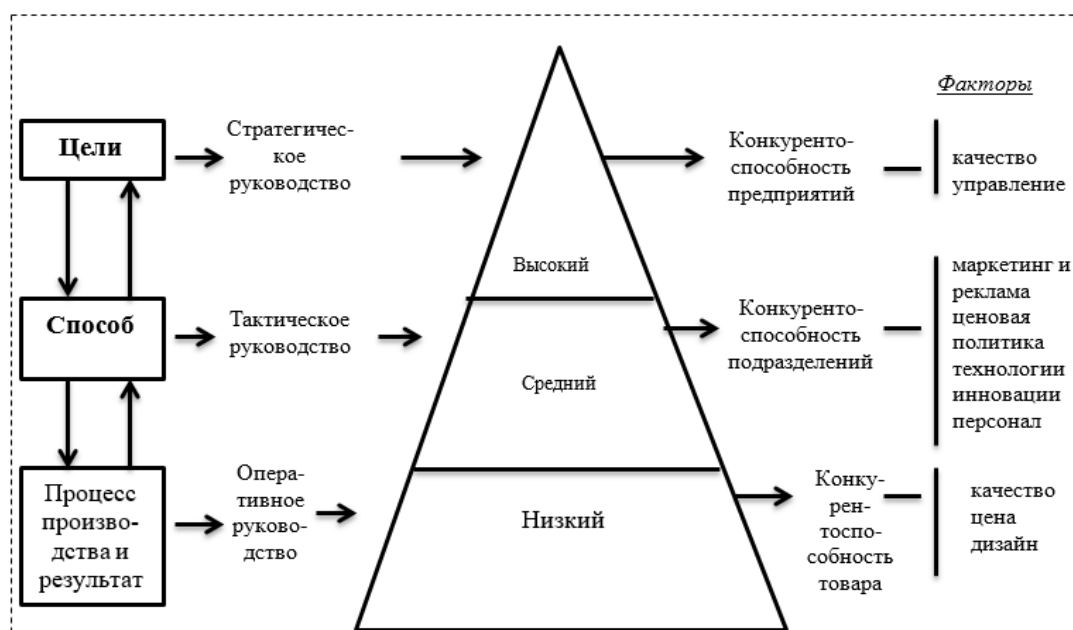 Факторы
Цели
Стратегичес-
кое
руководство
Конкуренто-
способность
предприятий
качество
управление
Высокий
Способ
Тактическое
руководство
Конкуренто-
способность
подразделений
маркетинг и
реклама
ценовая
политика
технологии
инновации
персонал
Средний
Процесс
произво-
дства и
результат
Опера-
тивное
руково-
дство
Низкий
Конку-
рен-
тоспо-
собность
товара
качество
цена
дизайн